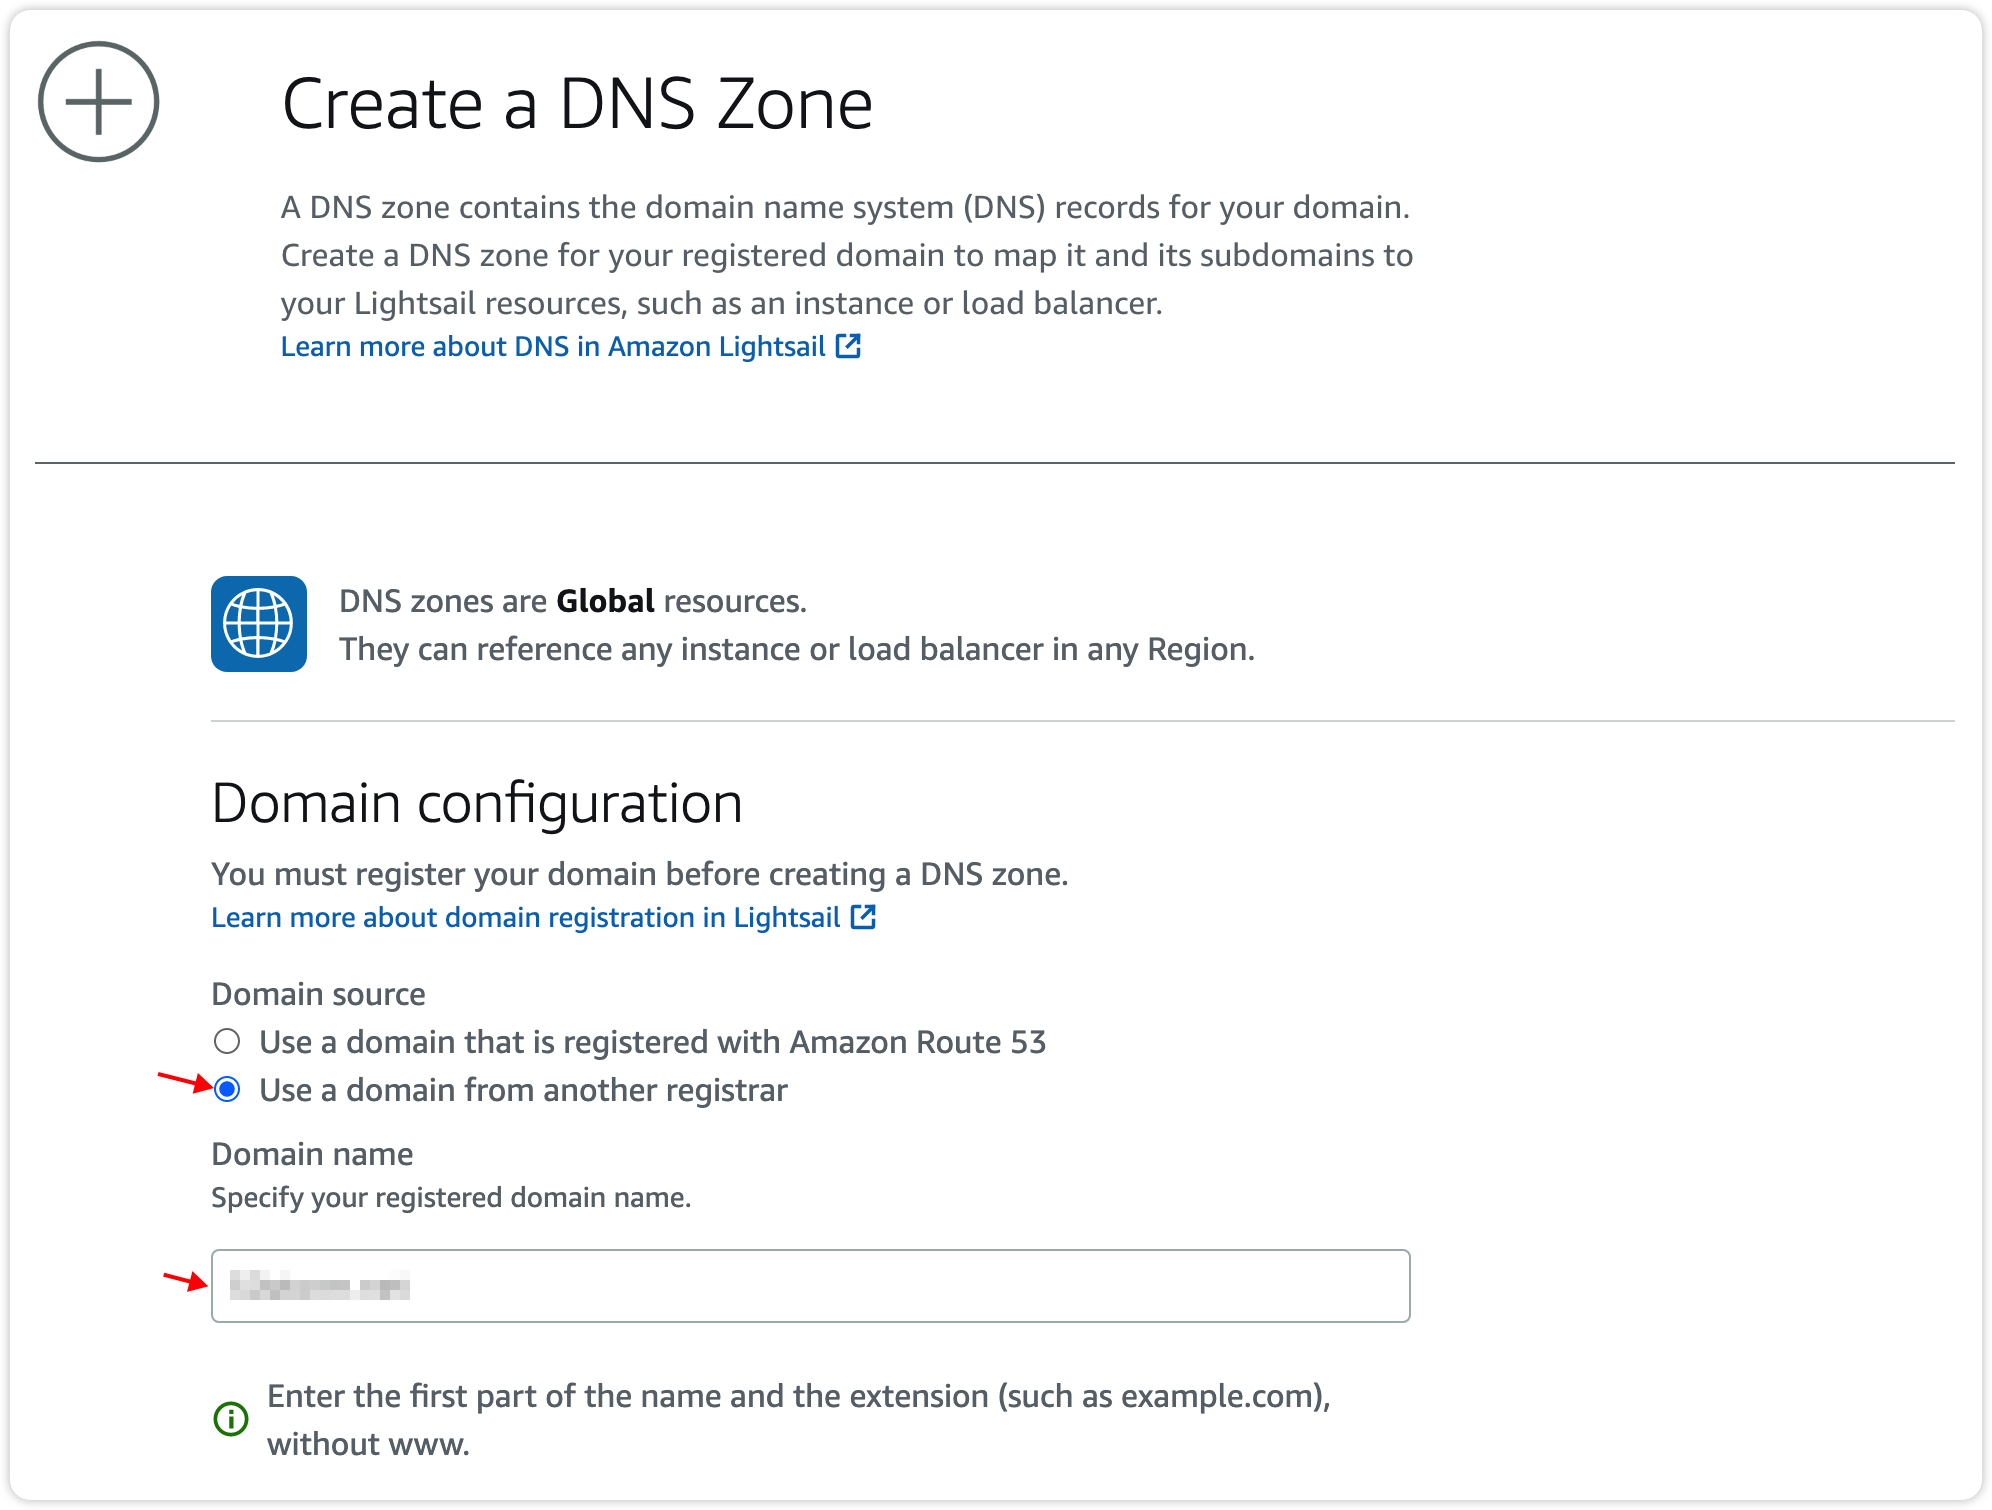 Create a DNS Zone
A DNS zone contains the domain name system (DNS) records for your domain.
Create a DNS zone for your registered domain to map it and its subdomains to
your Lightsail resources, such as an instance or load balancer.
Learn more about DNS in Amazon Lightsail
DNS zones are Global resources.
They can reference any instance or load balancer in any Region.
Domain configuration
You must register your domain before creating a DNS zone.
Learn more about domain registration in Lightsail
Domain source
Use a domain that is registered with Amazon Route 53
Use a domain from another registrar
Domain name
Specify your registered domain name.
Enter the first part of the name and the extension (such as example.com),
without www.